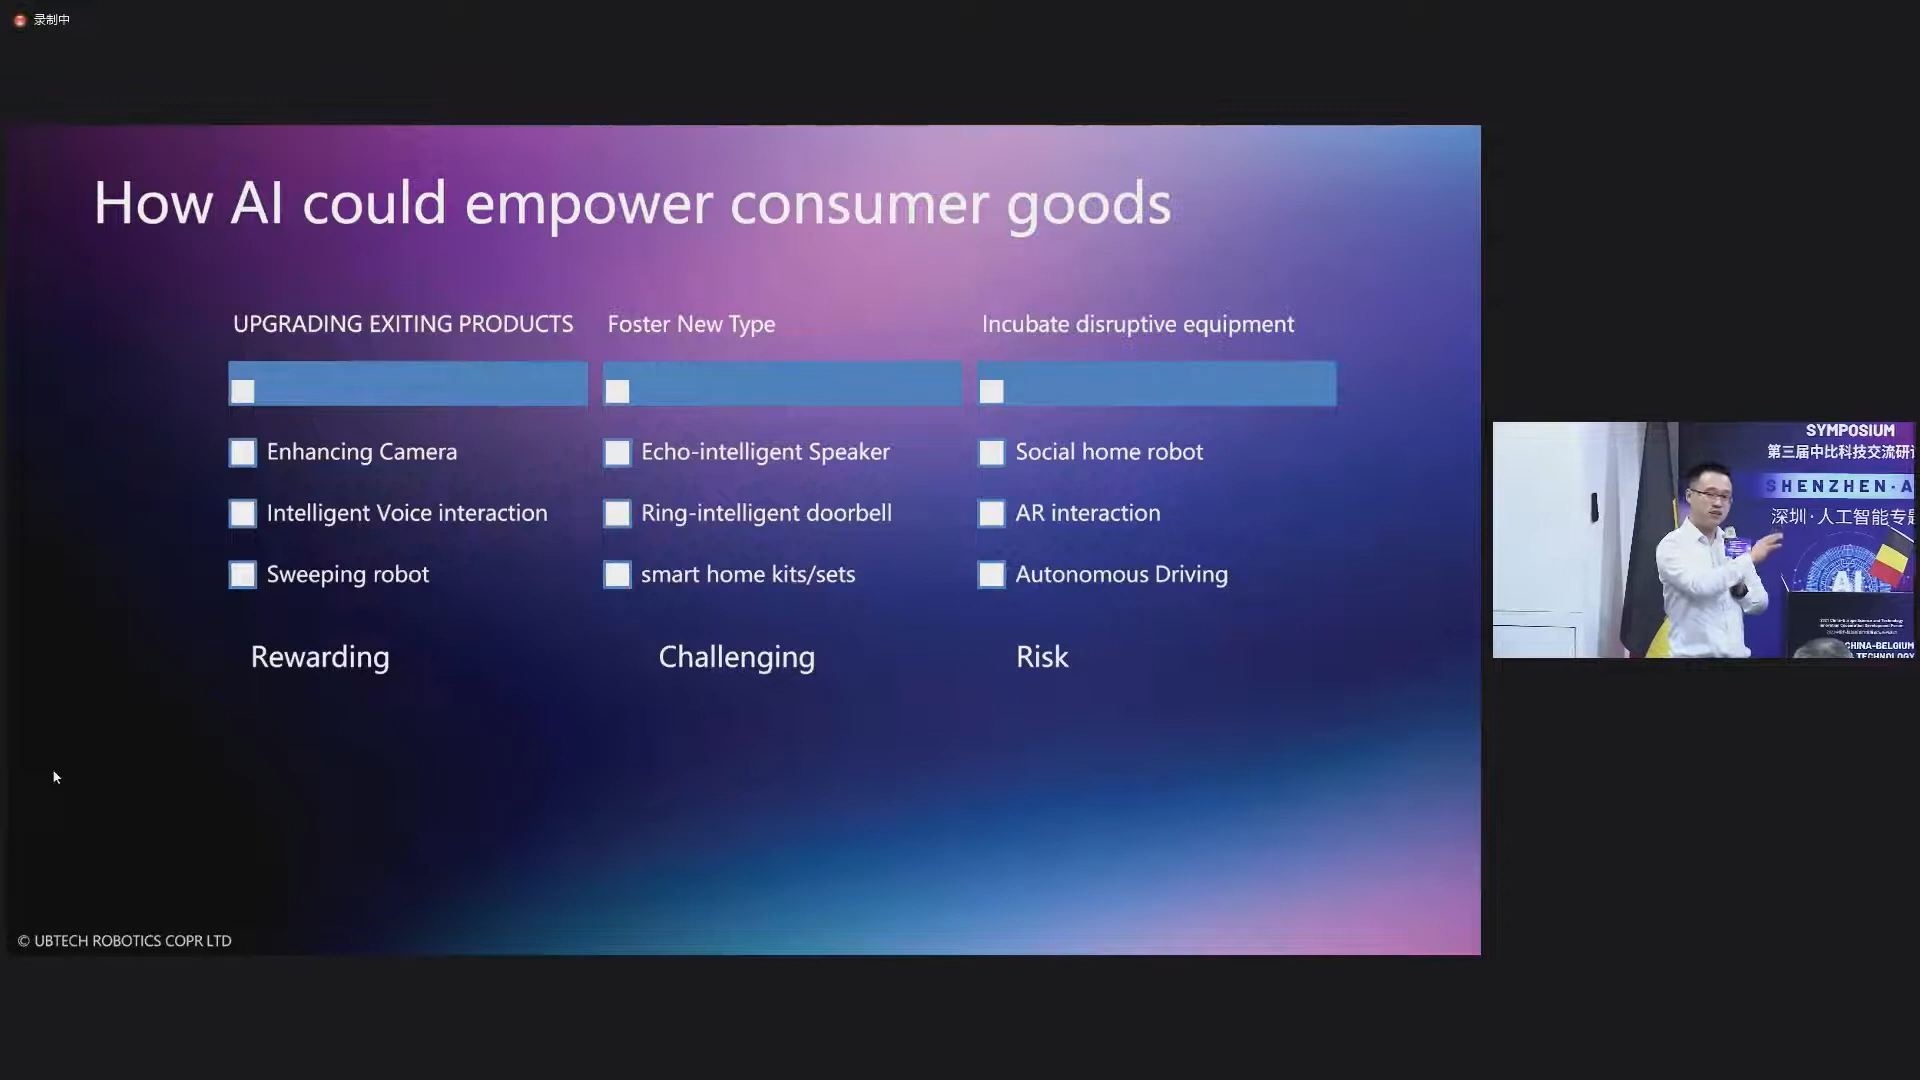 录制中
How AI could empower consumer goods
UPGRADING EXITING PRODUCTS
Foster New Type
Incubate disruptive equipment
Enhancing Camera
Echo-intelligent Speaker
Social home robot
Intelligent Voice interaction
Ring-intelligent doorbell
AR interaction
Sweeping robot
smart home kits/sets
Autonomous Driving
Rewarding
Challenging
Risk
© UBTECH ROBOTICS COPR LTD
SYMPOSIUM
第三届中比科技交流研
SHENZHEN·A
深圳·人工智能专
AI
CHINA-BELGIUM
TECHNOLOGY